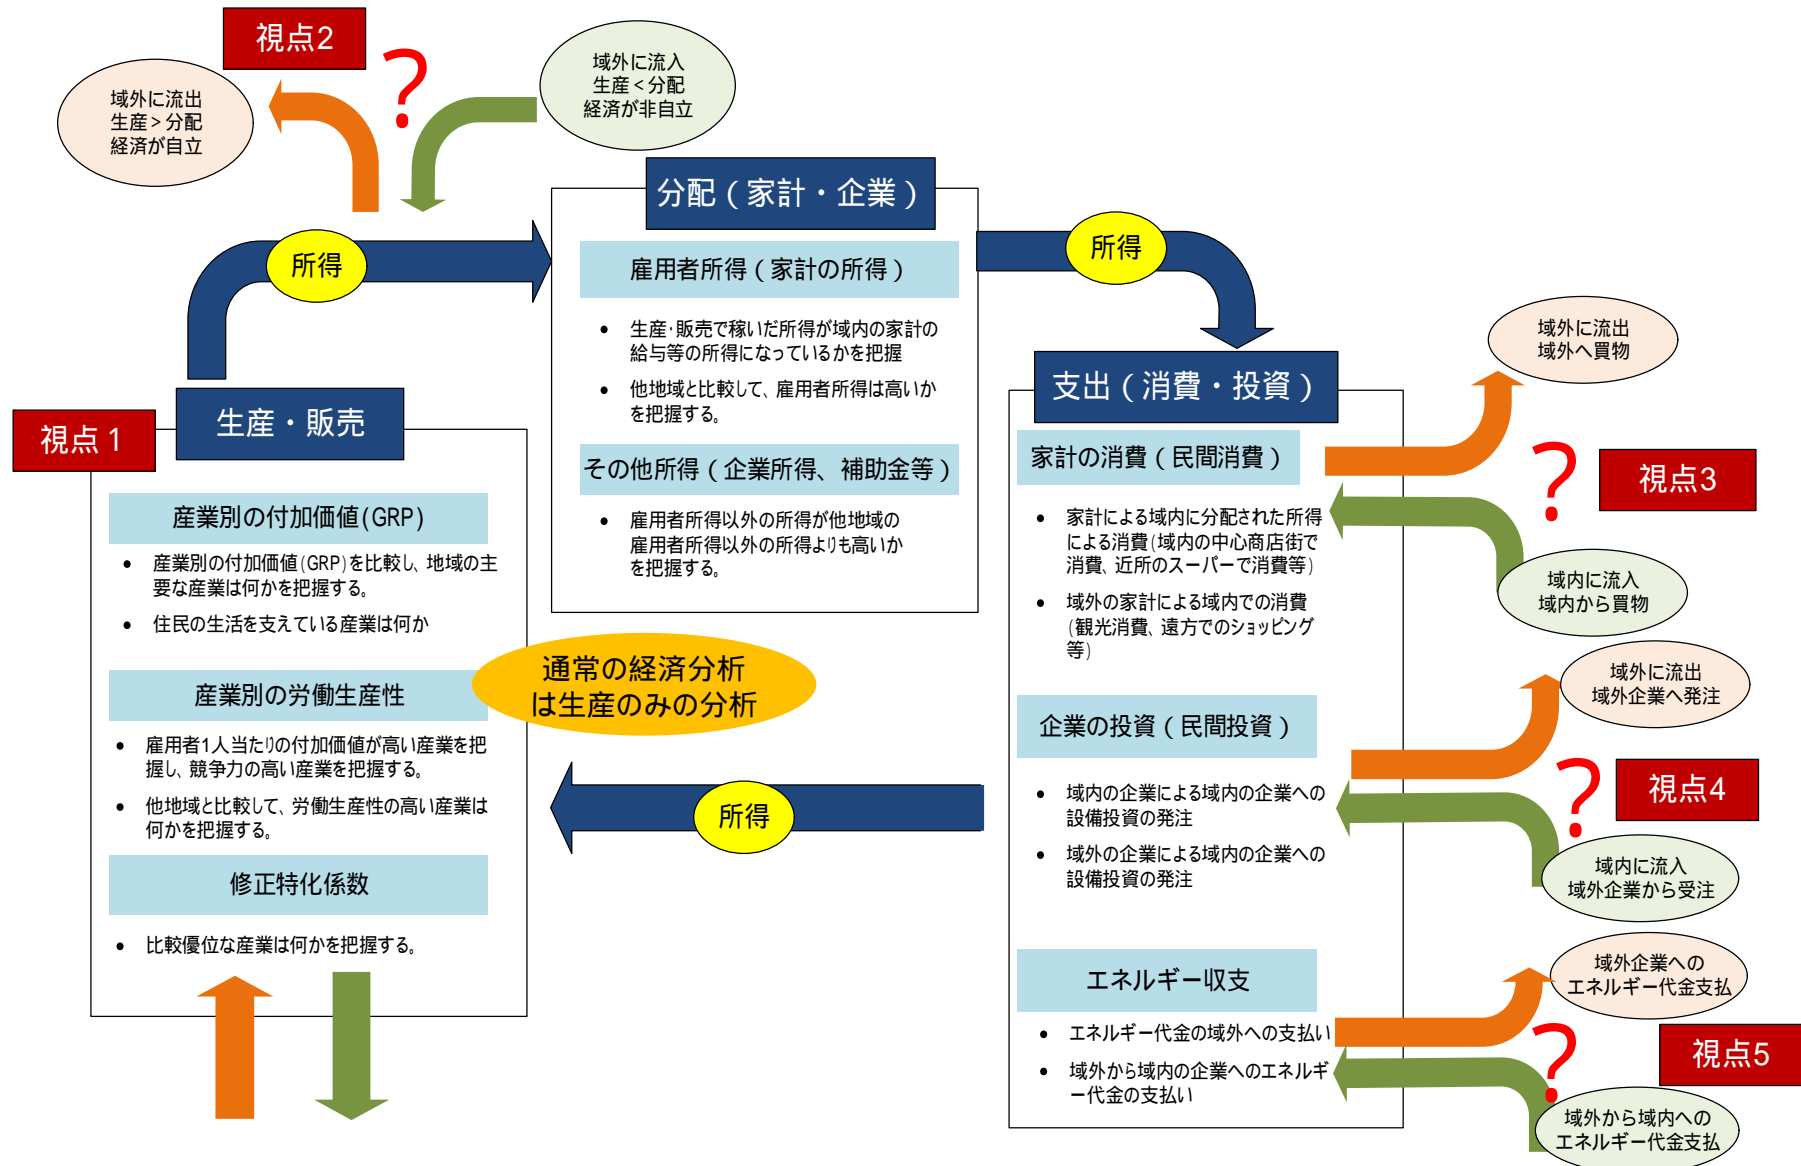 視点2
?
域外に流入
生産<分配
経済が非自立
域外に流出
生産>分配
経済が自立
分配(家計・企業)
所得
所得
雇用者所得(家計の所得)
• 生産・販売で稼いだ所得が域内の家計の
給与等の所得になっているかを把握
• 他地域と比較して、雇用者所得は高いか
を把握する。
その他所得(企業所得、補助金等)
• 雇用者所得以外の所得が他地域の
雇用者所得以外の所得よりも高いか
を把握する。
視点1
生産・販売
産業別の付加価値(GRP)
• 産業別の付加価値(GRP)を比較し、地域の主
要な産業は何かを把握する。
• 住民の生活を支えている産業は何か
産業別の労働生産性
• 雇用者1人当たりの付加価値が高い産業を把
握し、競争力の高い産業を把握する。
• 他地域と比較して、労働生産性の高い産業は
何かを把握する。
修正特化係数
• 比較優位な産業は何かを把握する。
通常の経済分析
は生産のみの分析
所得
支出(消費・投資)
家計の消費(民間消費)
• 家計による域内に分配された所得
による消費(域内の中心商店街で
消費、近所のスーパーで消費等)
• 域外の家計による域内での消費
(観光消費、遠方でのショッピング
等)
企業の投資(民間投資)
• 域内の企業による域内の企業への
設備投資の発注
• 域外の企業による域内の企業への
設備投資の発注
エネルギー収支
• エネルギー代金の域外への支払い
• 域外から域内の企業へのエネルギ
ー代金の支払い
域外に流出
域外へ買物
?
視点3
域内に流入
域内から買物
域外に流出
域外企業へ発注
?
視点4
域内に流入
域外企業から受注
域外企業への
エネルギー代金支払
?
視点5
域外から域内への
エネルギー代金支払